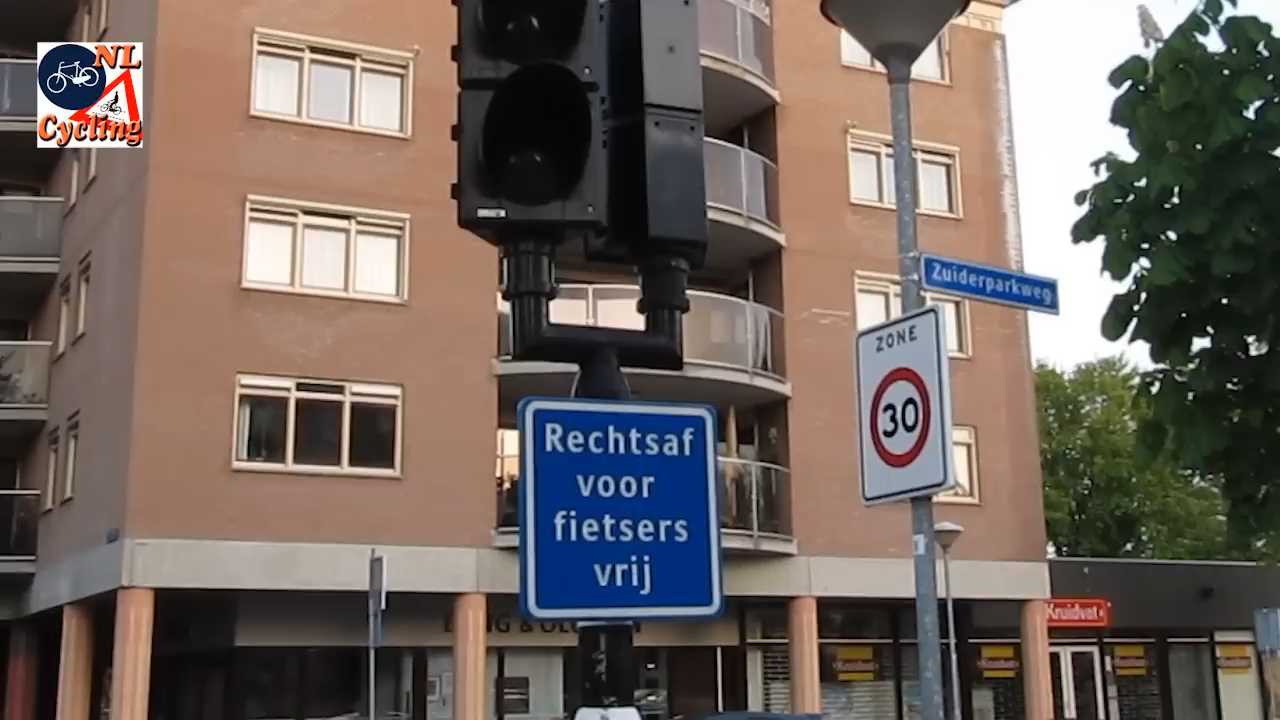 NL
Cycling
Zuiderparkweg
ZONE
30
Rechtsaf
voor
fietsers
vrij
Kruidvat